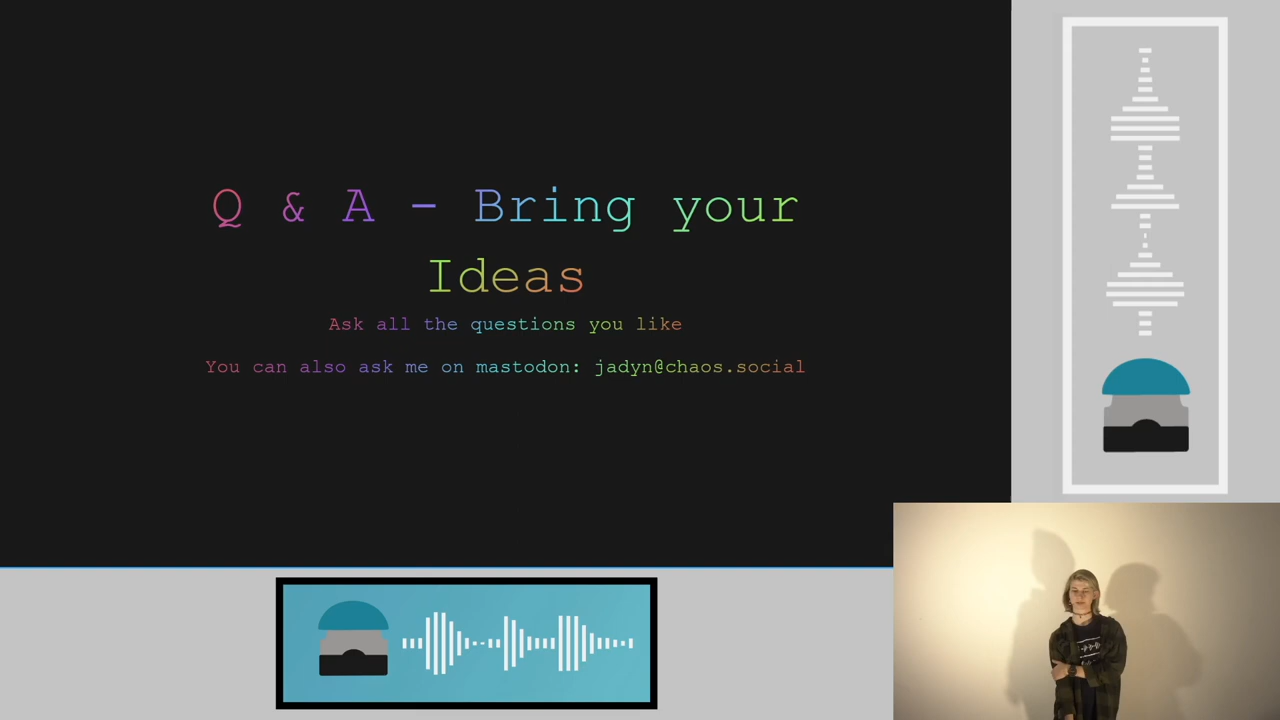 Q & A - Bring your
Ideas
Ask all the questions you like
You can also ask me on mastodon: jadyn@chaos.social